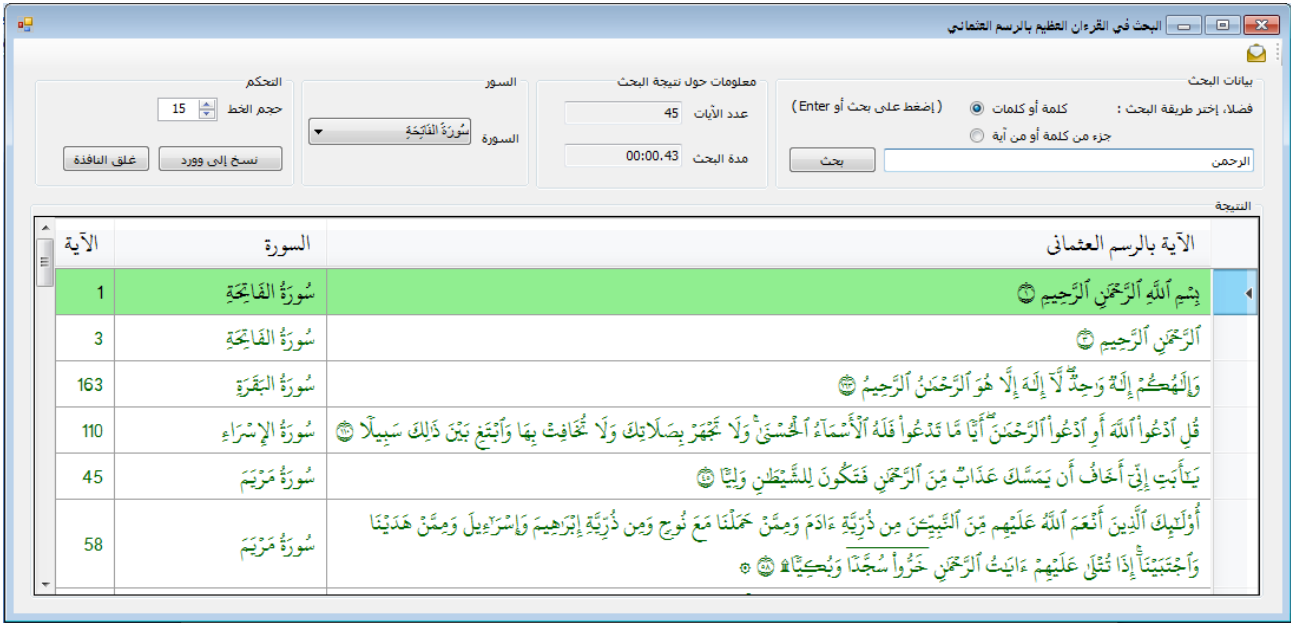 البحث في القرءان العظيم بالرسم العثماني
بيانات البحث
فضلا، إختر طريقة البحث : كلمة أو كلمات (إضغط على بحث أو Enter)
جزء من كلمة أو من آية
الرحمن بحث
معلومات حول نتيجة البحث
عدد الآيات 45
مدة البحث 00:00.43
السور
السورة سُورَةُ الفَاتِحَةِ
التحكم
حجم الخط 15
نسخ إلى وورد غلق النافذة
النتيجة
الآية بالرسم العثماني السورة الآية
بِسْمِ ٱللَّهِ ٱلرَّحْمَٰنِ ٱلرَّحِيمِ ۝١ سُورَةُ الفَاتِحَةِ 1
ٱلرَّحْمَٰنِ ٱلرَّحِيمِ ۝٣ سُورَةُ الفَاتِحَةِ 3
وَإِلَٰهُكُمْ إِلَٰهٌ وَٰحِدٌ ۖ لَّآ إِلَٰهَ إِلَّا هُوَ ٱلرَّحْمَٰنُ ٱلرَّحِيمُ ۝١٦٣ سُورَةُ البَقَرَةِ 163
قُلِ ٱدْعُوا۟ ٱللَّهَ أَوِ ٱدْعُوا۟ ٱلرَّحْمَٰنَ ۖ أَيًّا مَّا تَدْعُوا۟ فَلَهُ ٱلْأَسْمَآءُ ٱلْحُسْنَىٰ ۚ وَلَا تَجْهَرْ بِصَلَاتِكَ وَلَا تُخَافِتْ بِهَا وَٱبْتَغِ بَيْنَ ذَٰلِكَ سَبِيلًا ۝١١٠ سُورَةُ الإِسْرَاءِ 110
يَٰٓأَبَتِ إِنِّىٓ أَخَافُ أَن يَمَسَّكَ عَذَابٌ مِّنَ ٱلرَّحْمَٰنِ فَتَكُونَ لِلشَّيْطَٰنِ وَلِيًّا ۝٤٥ سُورَةُ مَرْيَمَ 45
أُو۟لَٰٓئِكَ ٱلَّذِينَ أَنْعَمَ ٱللَّهُ عَلَيْهِم مِّنَ ٱلنَّبِيِّـۧنَ مِن ذُرِّيَّةِ ءَادَمَ وَمِمَّنْ حَمَلْنَا مَعَ نُوحٍ وَمِن ذُرِّيَّةِ إِبْرَٰهِيمَ وَإِسْرَٰٓءِيلَ وَمِمَّنْ هَدَيْنَا
وَٱجْتَبَيْنَآ ۚ إِذَا تُتْلَىٰ عَلَيْهِمْ ءَايَٰتُ ٱلرَّحْمَٰنِ خَرُّوا۟ سُجَّدًا وَبُكِيًّا ۩ ۝٥٨ ۞ سُورَةُ مَرْيَمَ 58